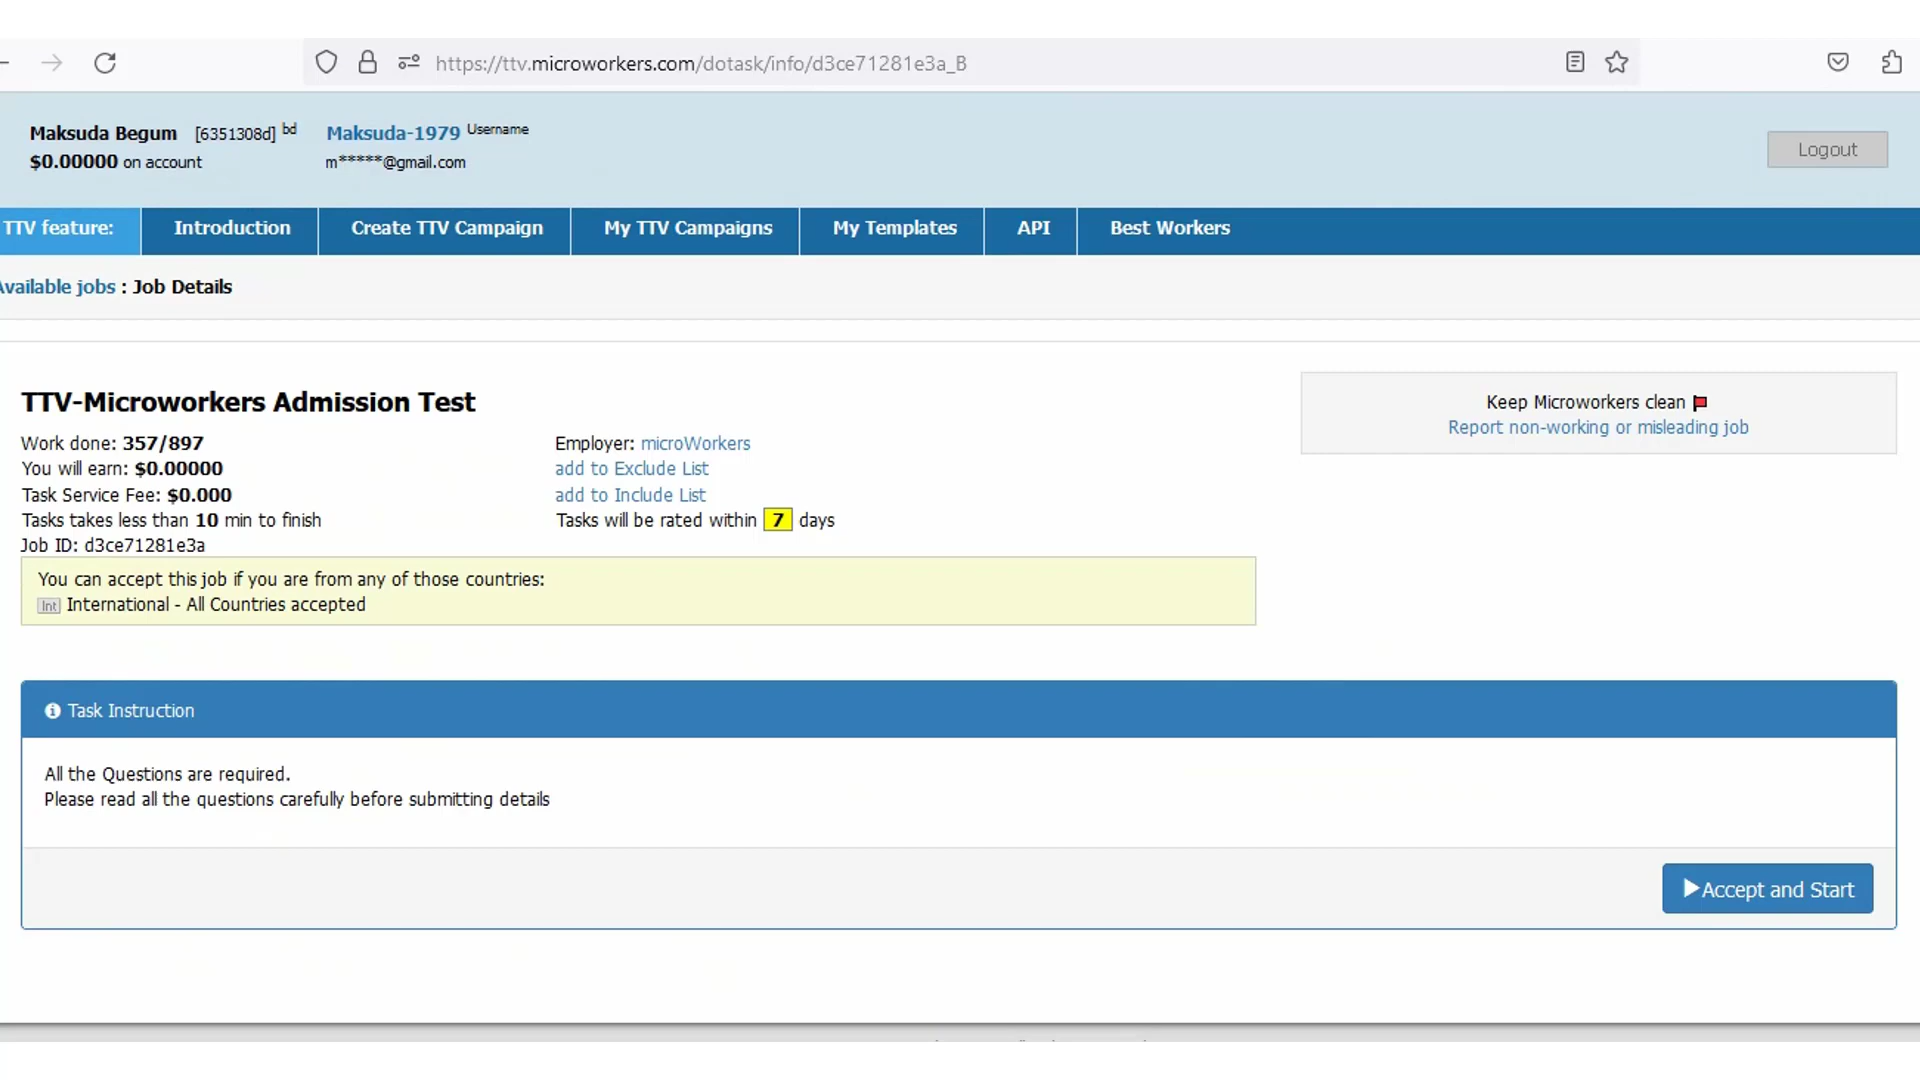 https://ttv.microworkers.com/dotask/info/d3ce71281e3a_B
Maksuda Begum [6351308d] bd Maksuda-1979 Username
$0.00000 on account m*****@gmail.com
Logout
TTV feature: Introduction Create TTV Campaign My TTV Campaigns My Templates API Best Workers
Available jobs : Job Details
TTV-Microworkers Admission Test
Work done: 357/897
You will earn: $0.00000
Task Service Fee: $0.000
Tasks takes less than 10 min to finish
Job ID: d3ce71281e3a
Employer: microWorkers
add to Exclude List
add to Include List
Tasks will be rated within 7 days
Keep Microworkers clean
Report non-working or misleading job
You can accept this job if you are from any of those countries:
Int International - All Countries accepted
Task Instruction
All the Questions are required.
Please read all the questions carefully before submitting details
Accept and Start